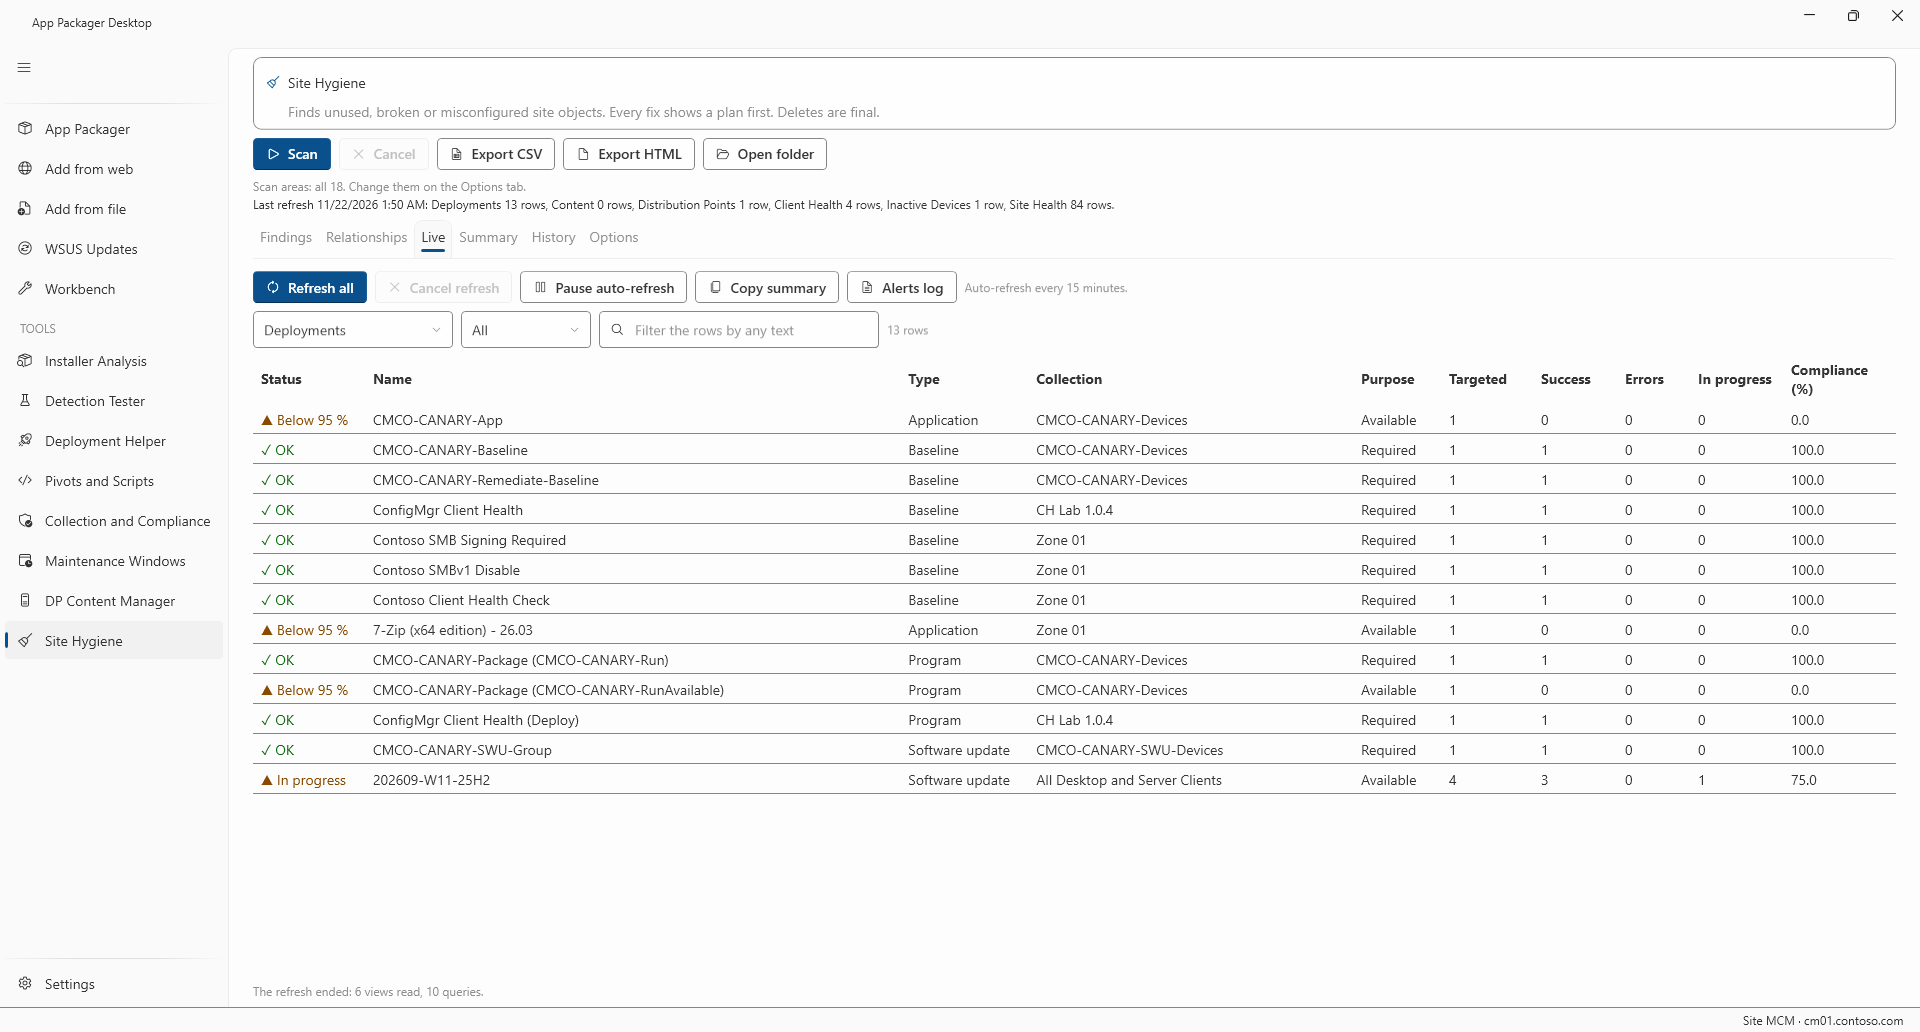 App Packager Desktop
App Packager
Add from web
Add from file
WSUS Updates
Workbench
TOOLS
Installer Analysis
Detection Tester
Deployment Helper
Pivots and Scripts
Collection and Compliance
Maintenance Windows
DP Content Manager
Site Hygiene
Settings
Site Hygiene
Finds unused, broken or misconfigured site objects. Every fix shows a plan first. Deletes are final.
Scan Cancel Export CSV Export HTML Open folder
Scan areas: all 18. Change them on the Options tab.
Last refresh 11/22/2026 1:50 AM: Deployments 13 rows, Content 0 rows, Distribution Points 1 row, Client Health 4 rows, Inactive Devices 1 row, Site Health 84 rows.
Findings Relationships Live Summary History Options
Refresh all Cancel refresh Pause auto-refresh Copy summary Alerts log Auto-refresh every 15 minutes.
Deployments All Filter the rows by any text 13 rows
Status Name Type Collection Purpose Targeted Success Errors In progress Compliance (%)
▲ Below 95 % CMCO-CANARY-App Application CMCO-CANARY-Devices Available 1 0 0 0 0.0
✓ OK CMCO-CANARY-Baseline Baseline CMCO-CANARY-Devices Required 1 1 0 0 100.0
✓ OK CMCO-CANARY-Remediate-Baseline Baseline CMCO-CANARY-Devices Required 1 1 0 0 100.0
✓ OK ConfigMgr Client Health Baseline CH Lab 1.0.4 Required 1 1 0 0 100.0
✓ OK Contoso SMB Signing Required Baseline Zone 01 Required 1 1 0 0 100.0
✓ OK Contoso SMBv1 Disable Baseline Zone 01 Required 1 1 0 0 100.0
✓ OK Contoso Client Health Check Baseline Zone 01 Required 1 1 0 0 100.0
▲ Below 95 % 7-Zip (x64 edition) - 26.03 Application Zone 01 Available 1 0 0 0 0.0
✓ OK CMCO-CANARY-Package (CMCO-CANARY-Run) Program CMCO-CANARY-Devices Required 1 1 0 0 100.0
▲ Below 95 % CMCO-CANARY-Package (CMCO-CANARY-RunAvailable) Program CMCO-CANARY-Devices Available 1 0 0 0 0.0
✓ OK ConfigMgr Client Health (Deploy) Program CH Lab 1.0.4 Required 1 1 0 0 100.0
✓ OK CMCO-CANARY-SWU-Group Software update CMCO-CANARY-SWU-Devices Required 1 1 0 0 100.0
▲ In progress 202609-W11-25H2 Software update All Desktop and Server Clients Available 4 3 0 1 75.0
The refresh ended: 6 views read, 10 queries.
Site MCM · cm01.contoso.com